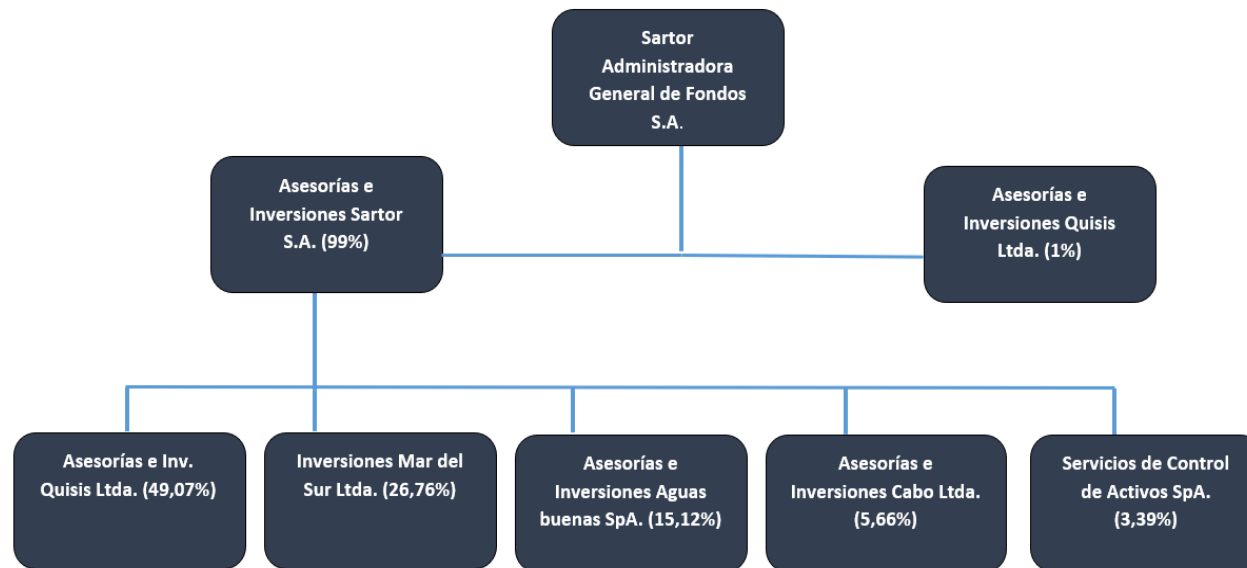 Sartor
Administradora
General de Fondos
S.A.
Asesorías e
Inversiones Sartor
S.A. (99%)
Asesorías e
Inversiones Quisis
Ltda. (1%)
Asesorías e Inv.
Quisis Ltda. (49,07%)
Inversiones Mar del
Sur Ltda. (26,76%)
Asesorías e
Inversiones Aguas
buenas SpA. (15,12%)
Asesorías e
Inversiones Cabo Ltda.
(5,66%)
Servicios de Control
de Activos SpA.
(3,39%)